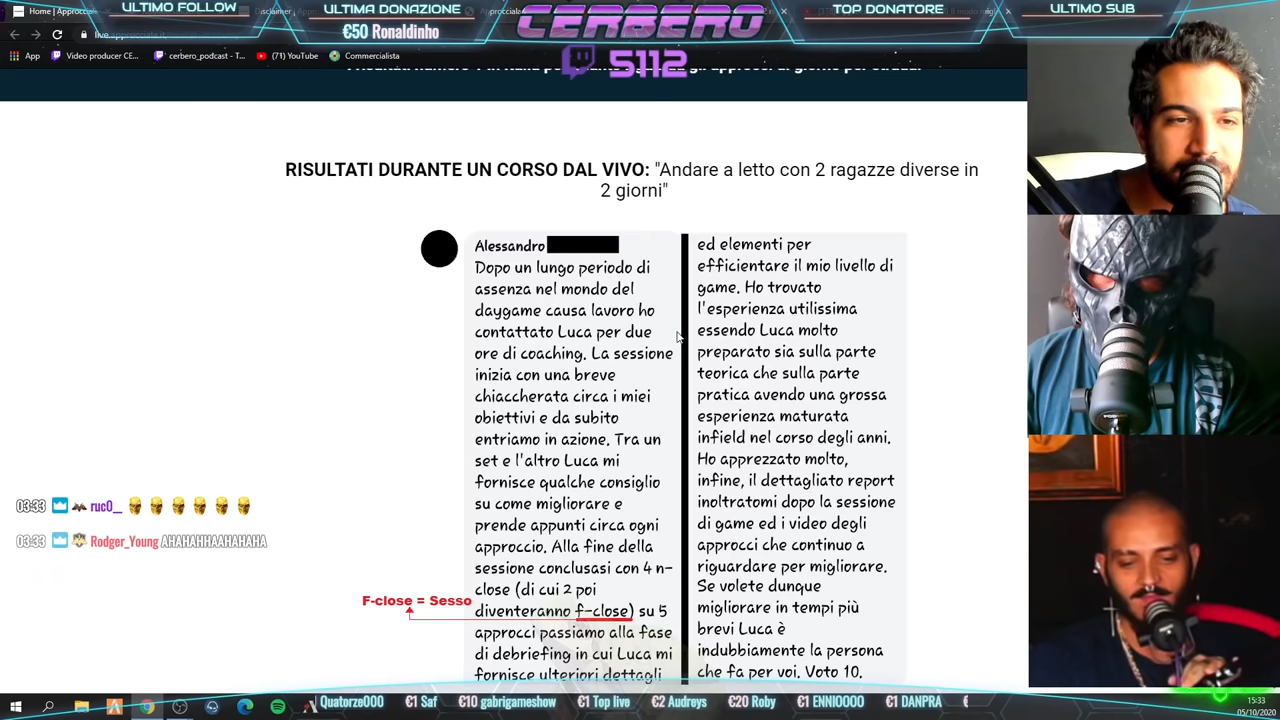 ULTIMO FOLLOW
ULTIMA DONAZIONE
€50 Ronaldinho
CERBERO
5112
TOP DONATORE
ULTIMO SUB
Home | Approccial
Disclaimer | Appr
App
Video producer CE...
cerbero_podcast - T...
(71) YouTube
Commercialista
RISULTATI DURANTE UN CORSO DAL VIVO: "Andare a letto con 2 ragazze diverse in
2 giorni"
Alessandro
Dopo un lungo periodo di
assenza nel mondo del
daygame causa lavoro ho
contattato Luca per due
ore di coaching. La sessione
inizia con una breve
chiaccherata circa i miei
obiettivi e da subito
entriamo in azione. Tra un
set e l'altro Luca mi
fornisce qualche consiglio
su come migliorare e
prende appunti circa ogni
approccio. Alla fine della
sessione conclusasi con 4 n-
close (di cui 2 poi
diventeranno f-close) su 5
approcci passiamo alla fase
di debriefing in cui Luca mi
fornisce ulteriori dettagli
ed elementi per
efficientare il mio livello di
game. Ho trovato
l'esperienza utilissima
essendo Luca molto
preparato sia sulla parte
teorica che sulla parte
pratica avendo una grossa
esperienza maturata
infield nel corso degli anni.
Ho apprezzato molto,
infine, il dettagliato report
inoltratomi dopo la sessione
di game ed i video degli
approcci che continuo a
riguardare per migliorare.
Se volete dunque
migliorare in tempi più
brevi Luca è
indubbiamente la persona
che fa per voi. Voto 10.
F-close = Sesso
03:33 ruc0__
03:33 Rodger_Young AHAHAHHAAHAHAHA
Quatorze000 €1 Saf €10 gabrigameshow €1 Top live €2 Audreys €20 Roby €1 ENNIOOOO €1 DANPRA
15:33
05/10/2020